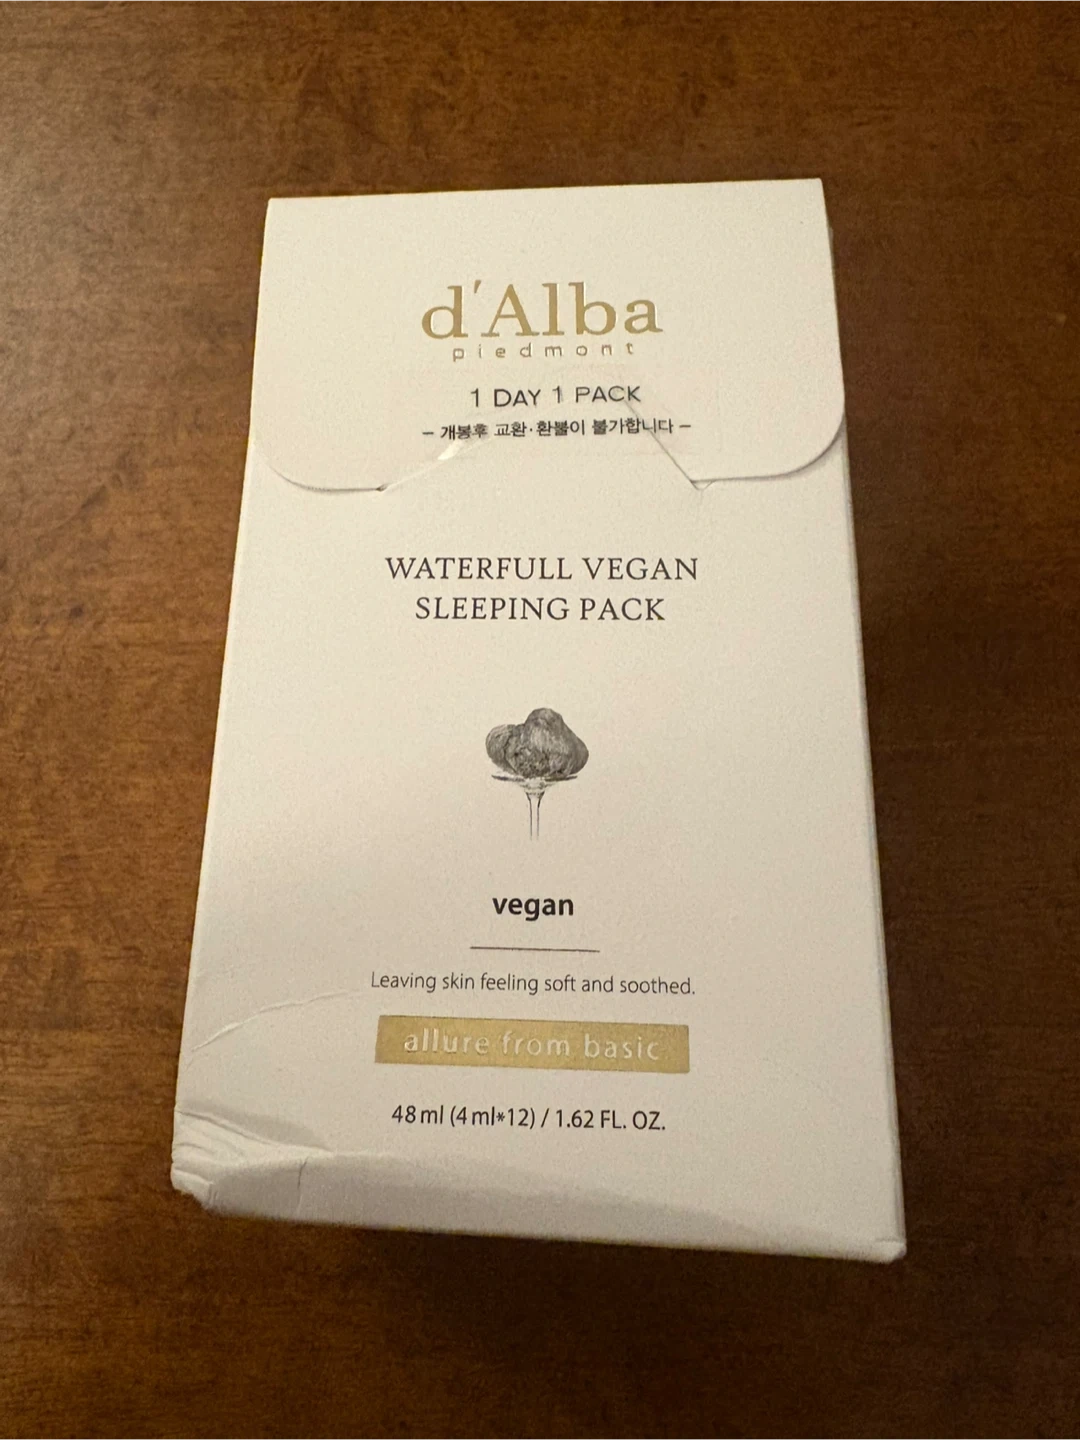 d'Alba
piedmont
1 DAY 1 PACK
– 개봉후 교환·환불이 불가합니다 –
WATERFULL VEGAN
SLEEPING PACK
vegan
Leaving skin feeling soft and soothed.
allure from basic
48 ml (4 ml*12) / 1.62 FL. OZ.